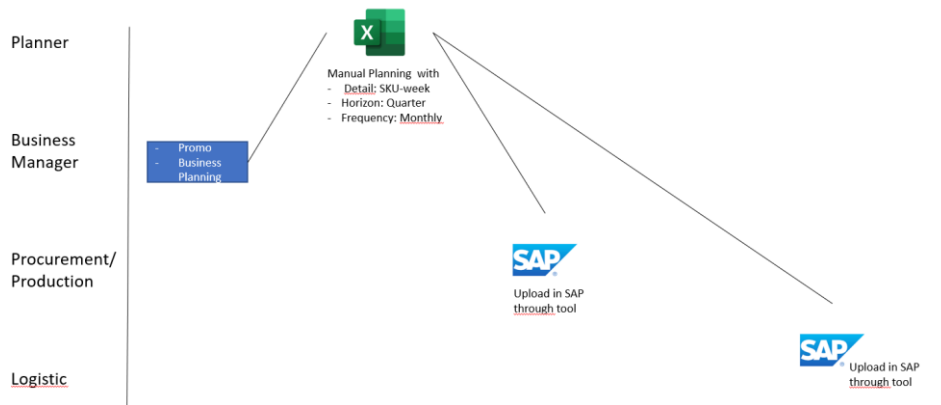 Planner
X
Manual Planning with
- Detail: SKU-week
- Horizon: Quarter
- Frequency: Monthly
Business
Manager
- Promo
- Business
Planning
Procurement/
Production
SAP
®
Upload in SAP
through tool
Logistic
SAP
®
Upload in SAP
through tool